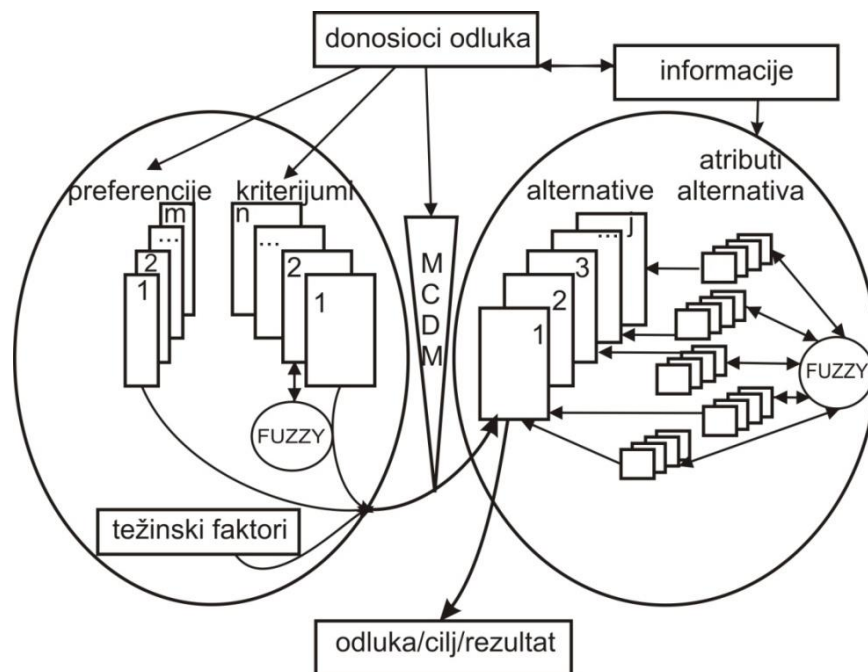 donosioci odluka
informacije
preferencije
kriterijumi
m
...
2
1
n
...
2
1
FUZZY
težinski faktori
MCDM
alternative
atributi
alternativa
j
...
3
2
1
FUZZY
odluka/cilj/rezultat